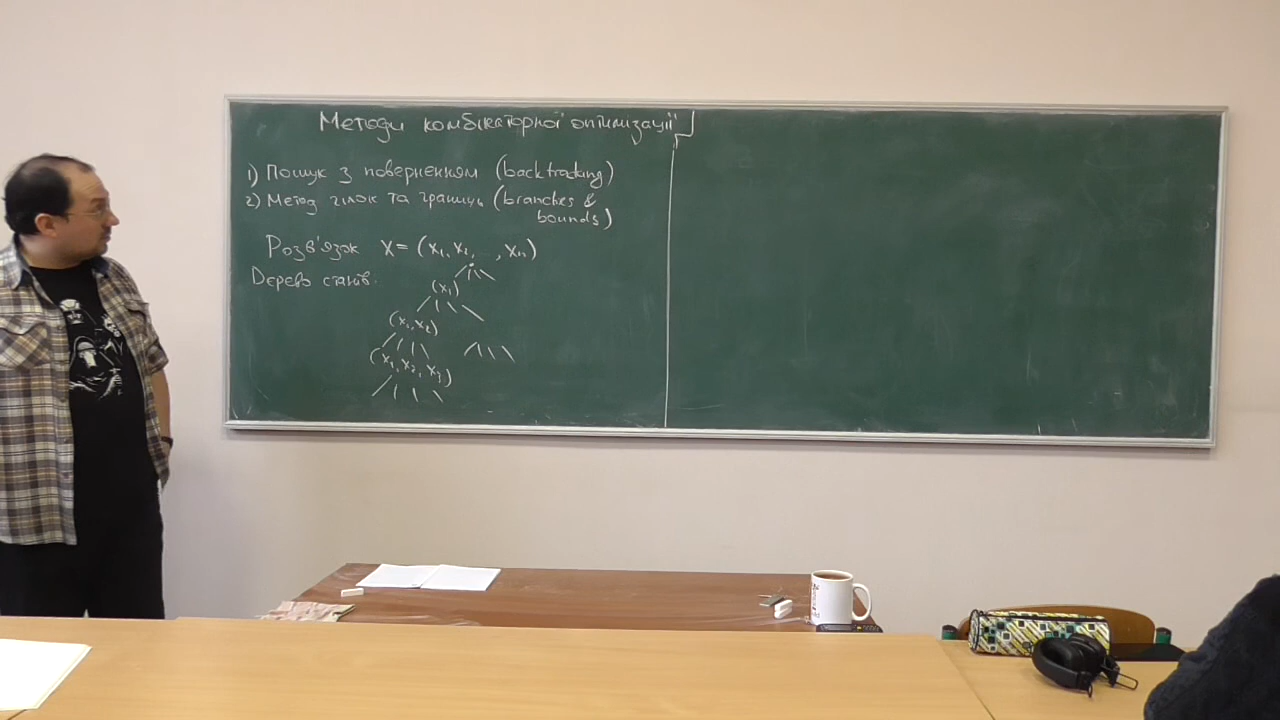 Методи комбінаторної оптимізації
1) Пошук з поверненням (backtracking)
2) Метод гілок та границь (branches &
bounds)
Розв'язок X = (x₁, x₂, , xₙ)
Дерево станів.
(x₁)
(x₁, x₂)
(x₁, x₂, x₃)